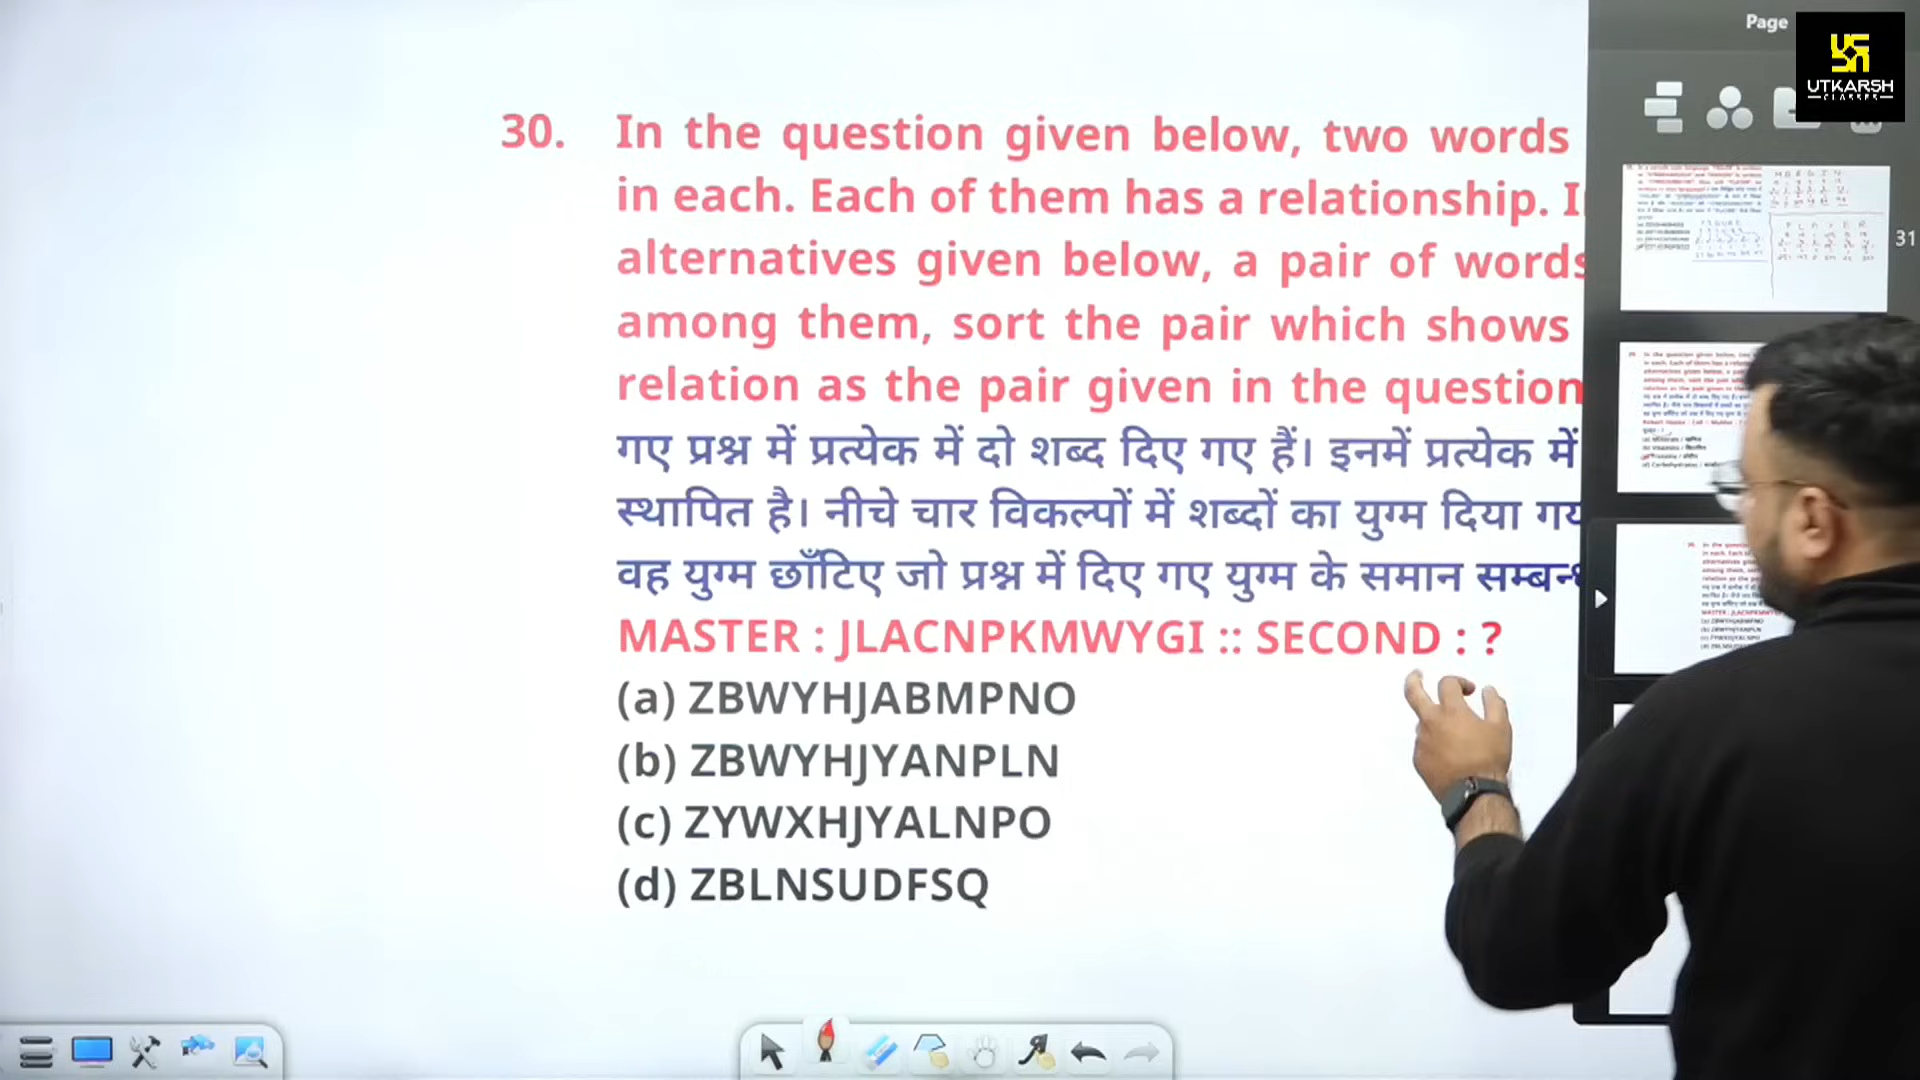 Page
UTKARSH
CLASSES
31
30. In the question given below, two words
in each. Each of them has a relationship. I
alternatives given below, a pair of words
among them, sort the pair which shows
relation as the pair given in the question
गए प्रश्न में प्रत्येक में दो शब्द दिए गए हैं। इनमें प्रत्येक में
स्थापित है। नीचे चार विकल्पों में शब्दों का युग्म दिया गय
वह युग्म छाँटिए जो प्रश्न में दिए गए युग्म के समान सम्बन्ध
MASTER : JLACNPKMWYGI :: SECOND : ?
(a) ZBWYHJABMPNO
(b) ZBWYHJYANPLN
(c) ZYWXHJYALNPO
(d) ZBLNSUDFSQ